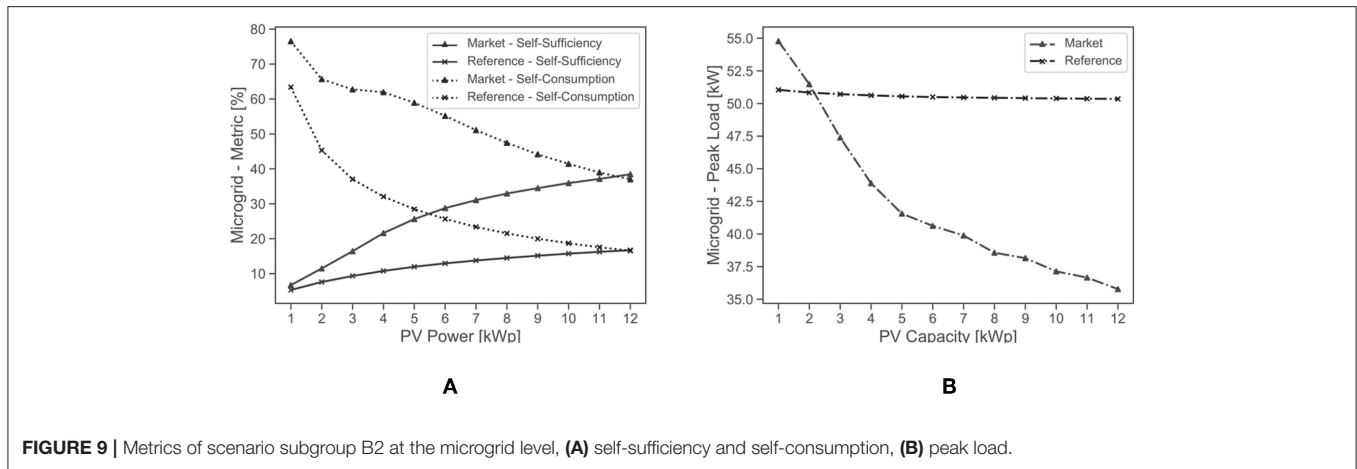 80
70
60
50
40
30
20
10
Microgrid - Metric [%]
Market - Self-Sufficiency
Reference - Self-Sufficiency
Market - Self-Consumption
Reference - Self-Consumption
1 2 3 4 5 6 7 8 9 10 11 12
PV Power [kWp]
A
55.0
52.5
50.0
47.5
45.0
42.5
40.0
37.5
35.0
Microgrid - Peak Load [kW]
Market
Reference
1 2 3 4 5 6 7 8 9 10 11 12
PV Capacity [kWp]
B
FIGURE 9 | Metrics of scenario subgroup B2 at the microgrid level, (A) self-sufficiency and self-consumption, (B) peak load.